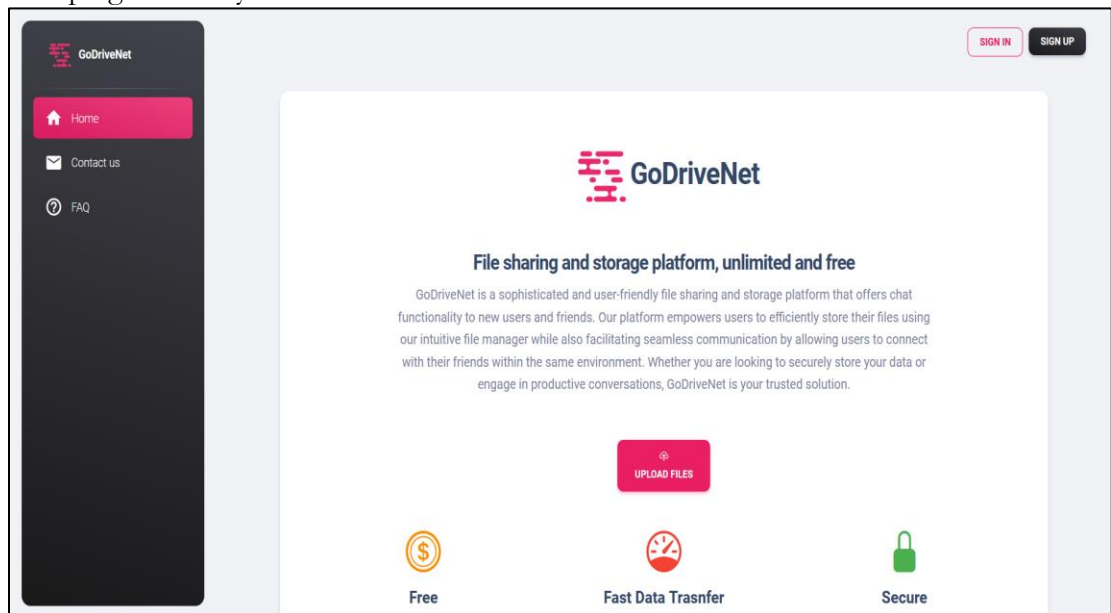 GoDriveNet
SIGN IN
SIGN UP
Home
Contact us
FAQ
GoDriveNet
File sharing and storage platform, unlimited and free
GoDriveNet is a sophisticated and user-friendly file sharing and storage platform that offers chat
functionality to new users and friends. Our platform empowers users to efficiently store their files using
our intuitive file manager while also facilitating seamless communication by allowing users to connect
with their friends within the same environment. Whether you are looking to securely store your data or
engage in productive conversations, GoDriveNet is your trusted solution.
UPLOAD FILES
$
Free
Fast Data Trasnfer
Secure